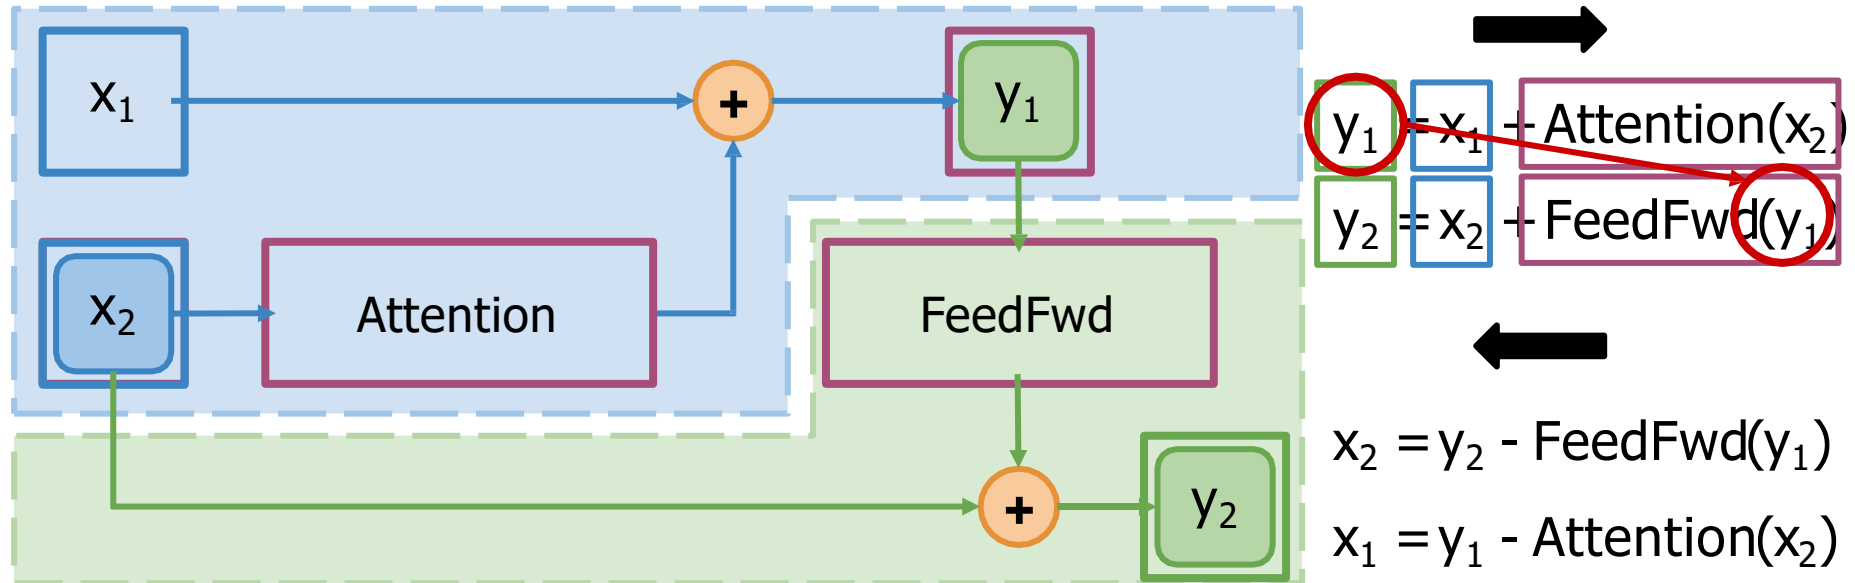 x₁
+
y₁
x₂
Attention
FeedFwd
+
y₂
y₁ = x₁ + Attention(x₂)
y₂ = x₂ + FeedFwd(y₁)
x₂ = y₂ - FeedFwd(y₁)
x₁ = y₁ - Attention(x₂)